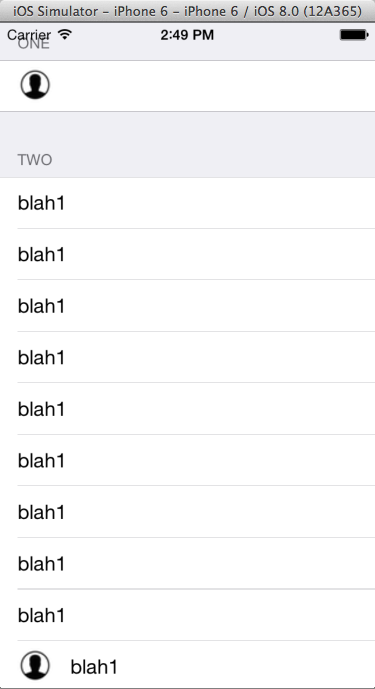 iOS Simulator - iPhone 6 - iPhone 6 / iOS 8.0 (12A365)
Carrier 2:49 PM
ONE
TWO
blah1
blah1
blah1
blah1
blah1
blah1
blah1
blah1
blah1
blah1